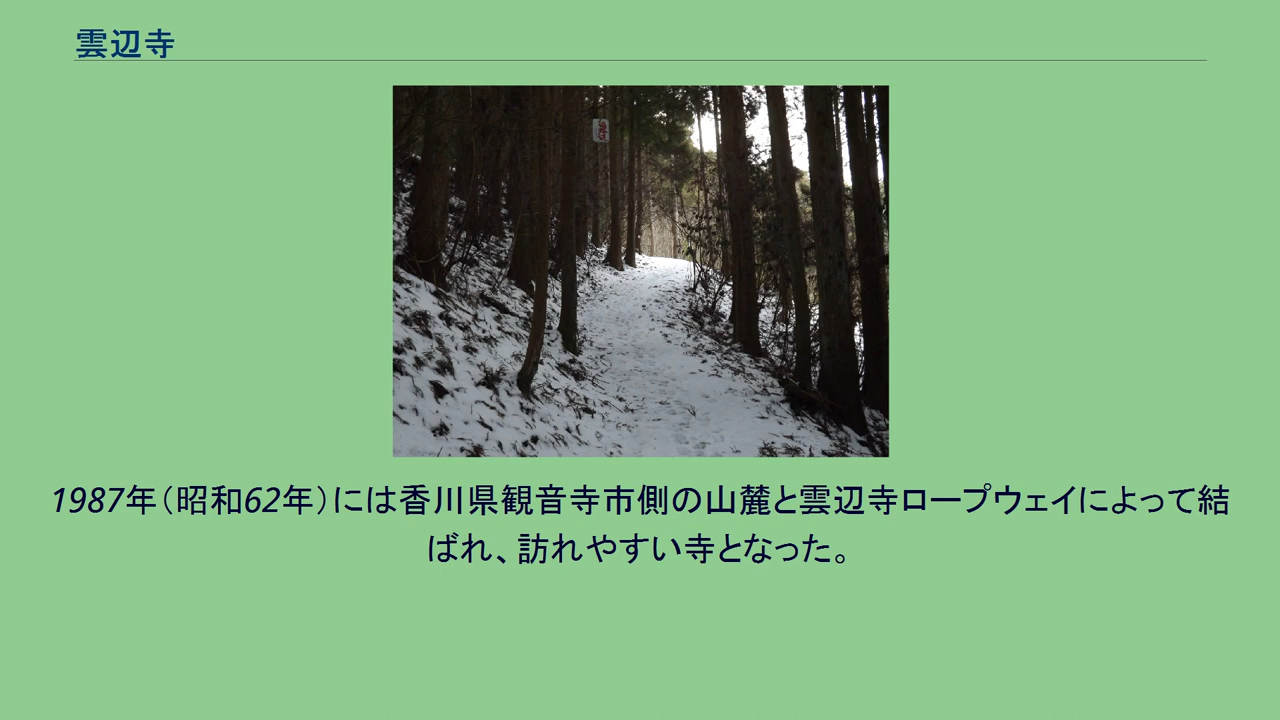 雲辺寺
1987年（昭和62年）には香川県観音寺市側の山麓と雲辺寺ロープウェイによって結
ばれ、訪れやすい寺となった。